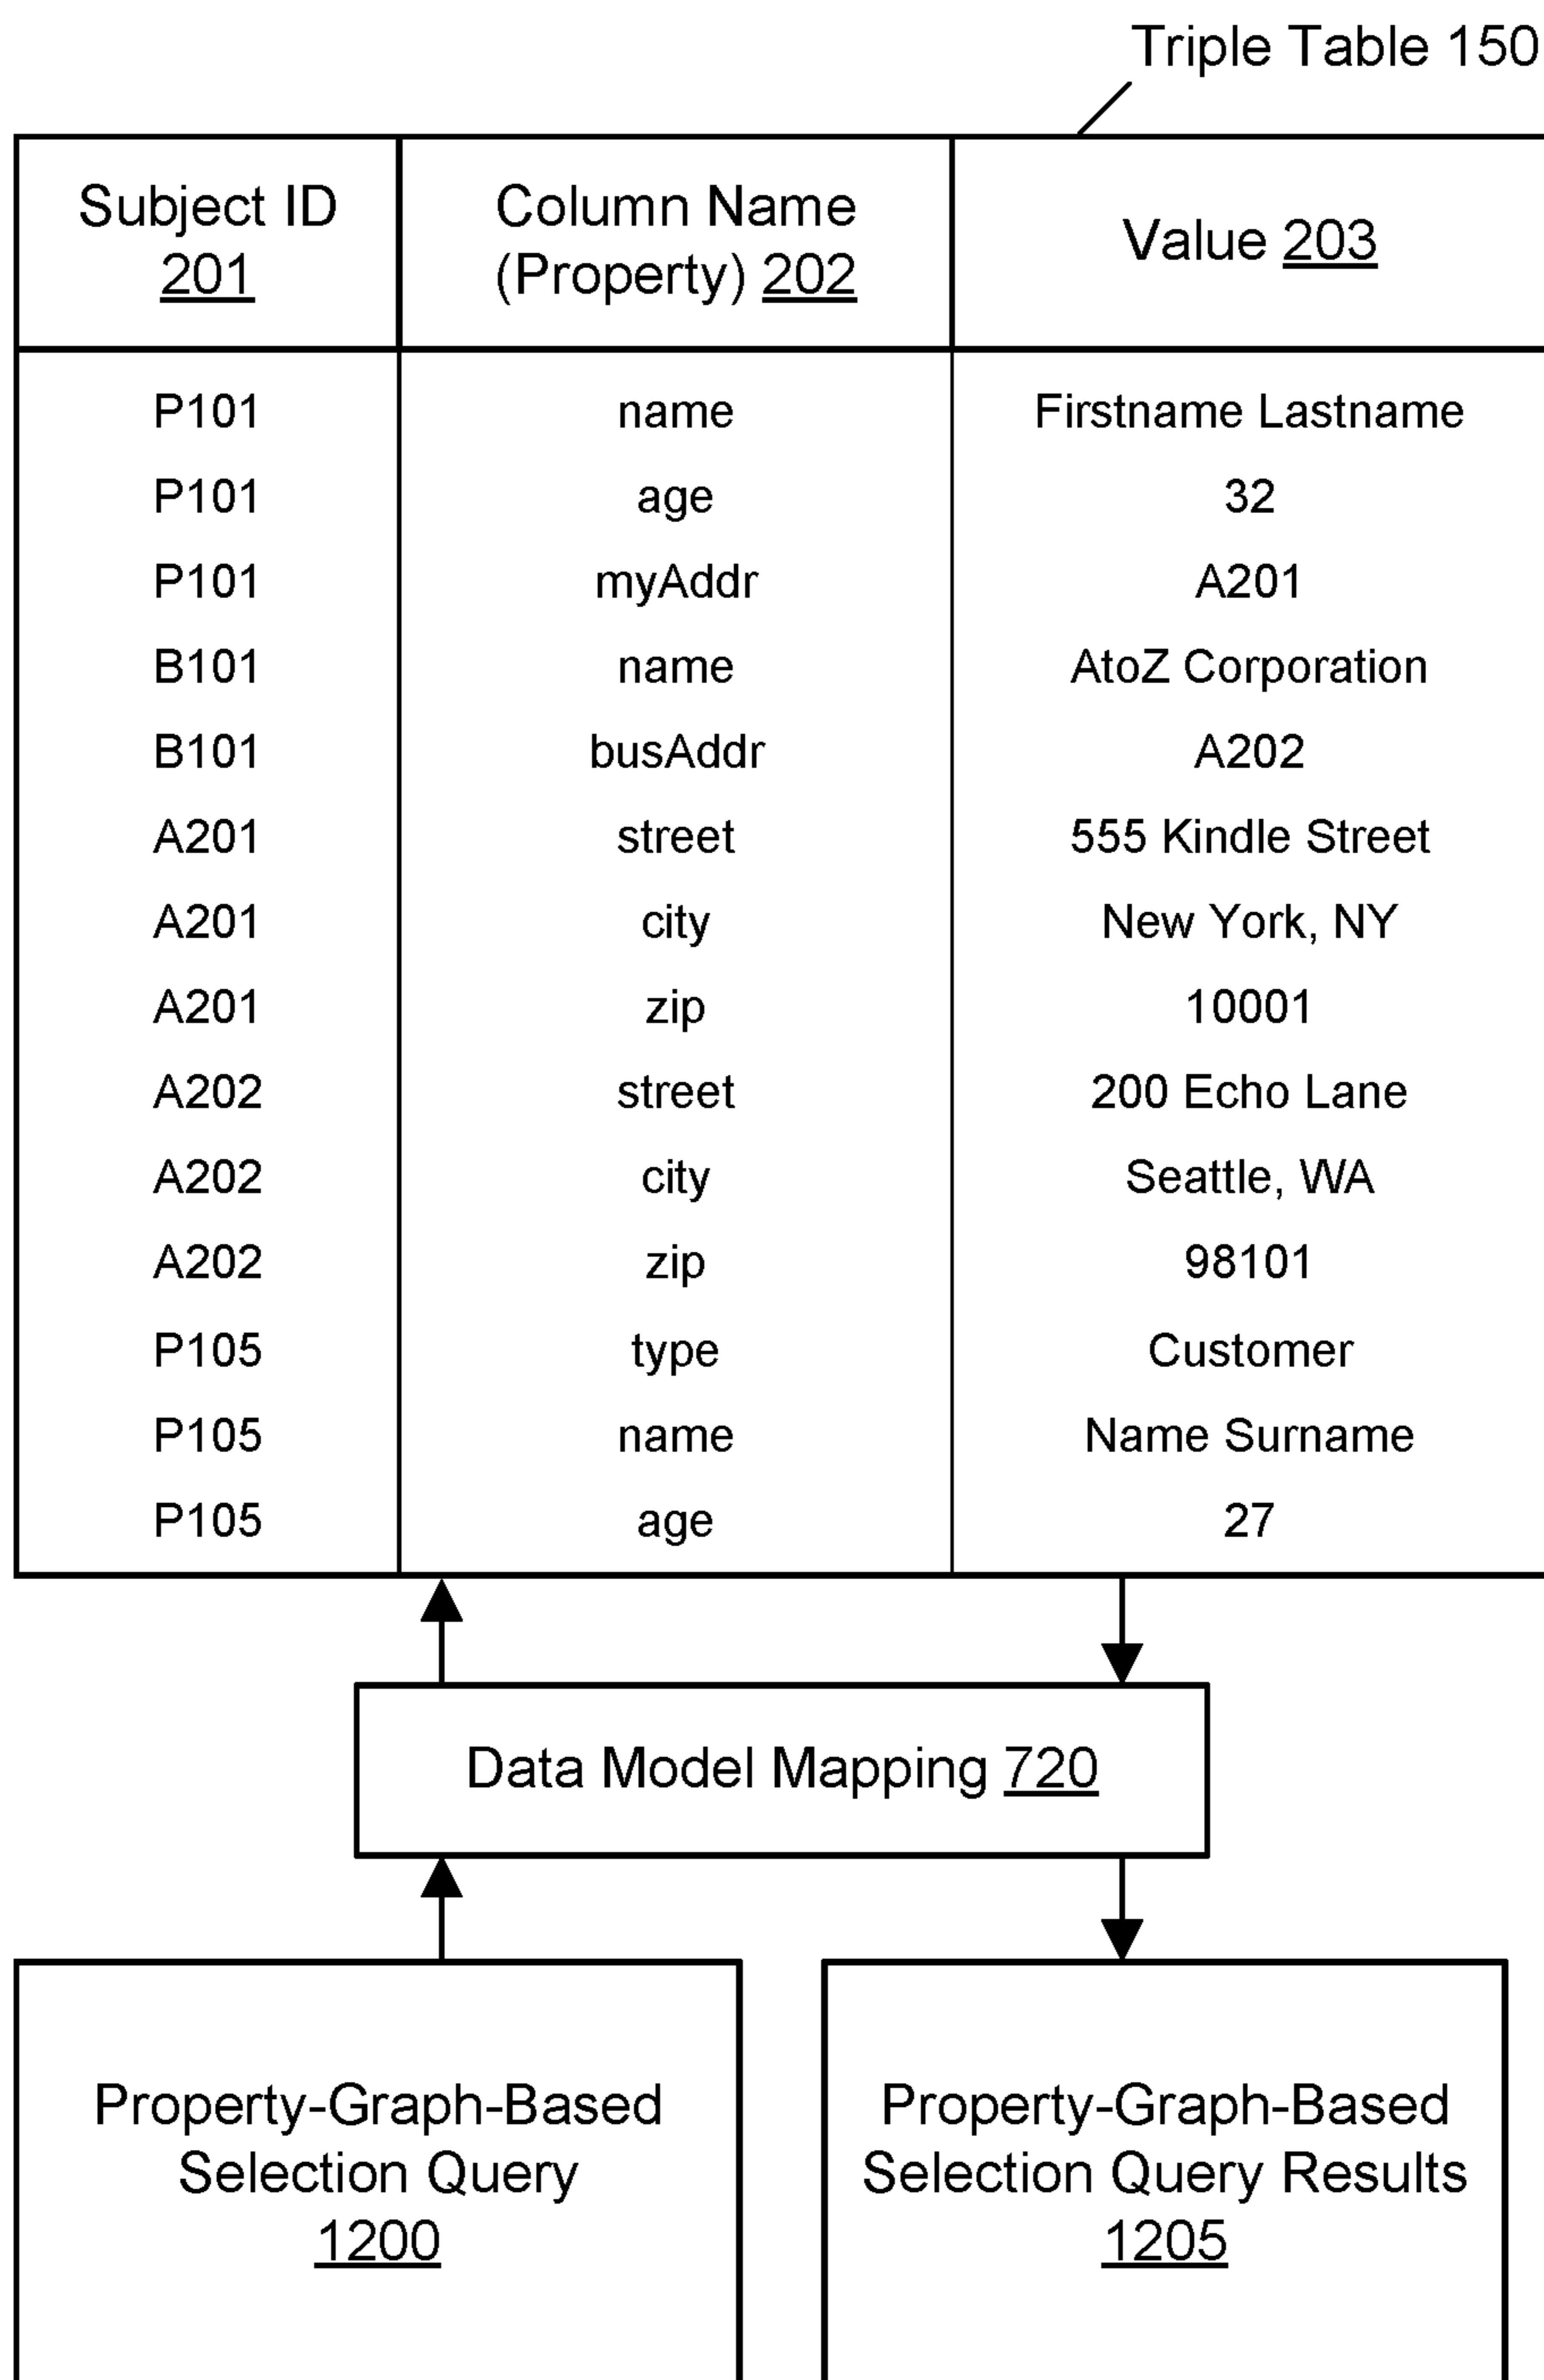 Triple Table 150
Subject ID 201
Column Name (Property) 202
Value 203
P101 name Firstname Lastname
P101 age 32
P101 myAddr A201
B101 name AtoZ Corporation
B101 busAddr A202
A201 street 555 Kindle Street
A201 city New York, NY
A201 zip 10001
A202 street 200 Echo Lane
A202 city Seattle, WA
A202 zip 98101
P105 type Customer
P105 name Name Surname
P105 age 27
Data Model Mapping 720
Property-Graph-Based
Selection Query
1200
Property-Graph-Based
Selection Query Results
1205